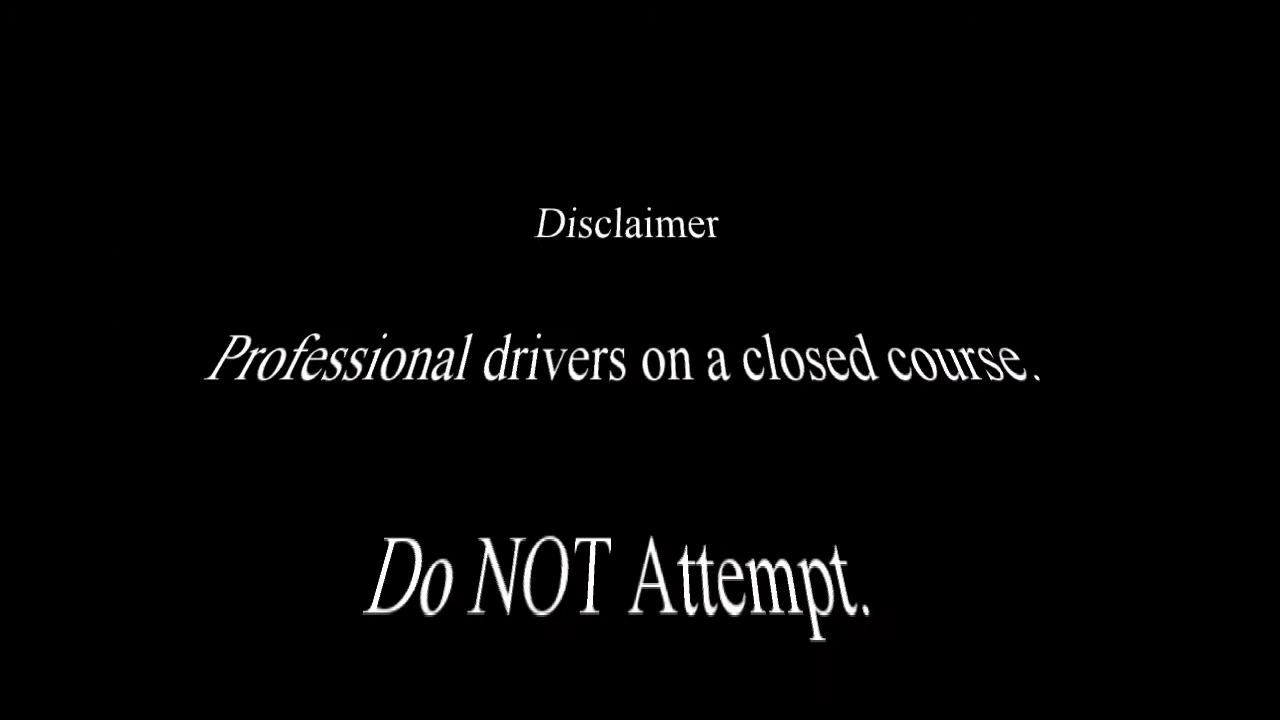 Disclaimer
Professional drivers on a closed course.
Do NOT Attempt.